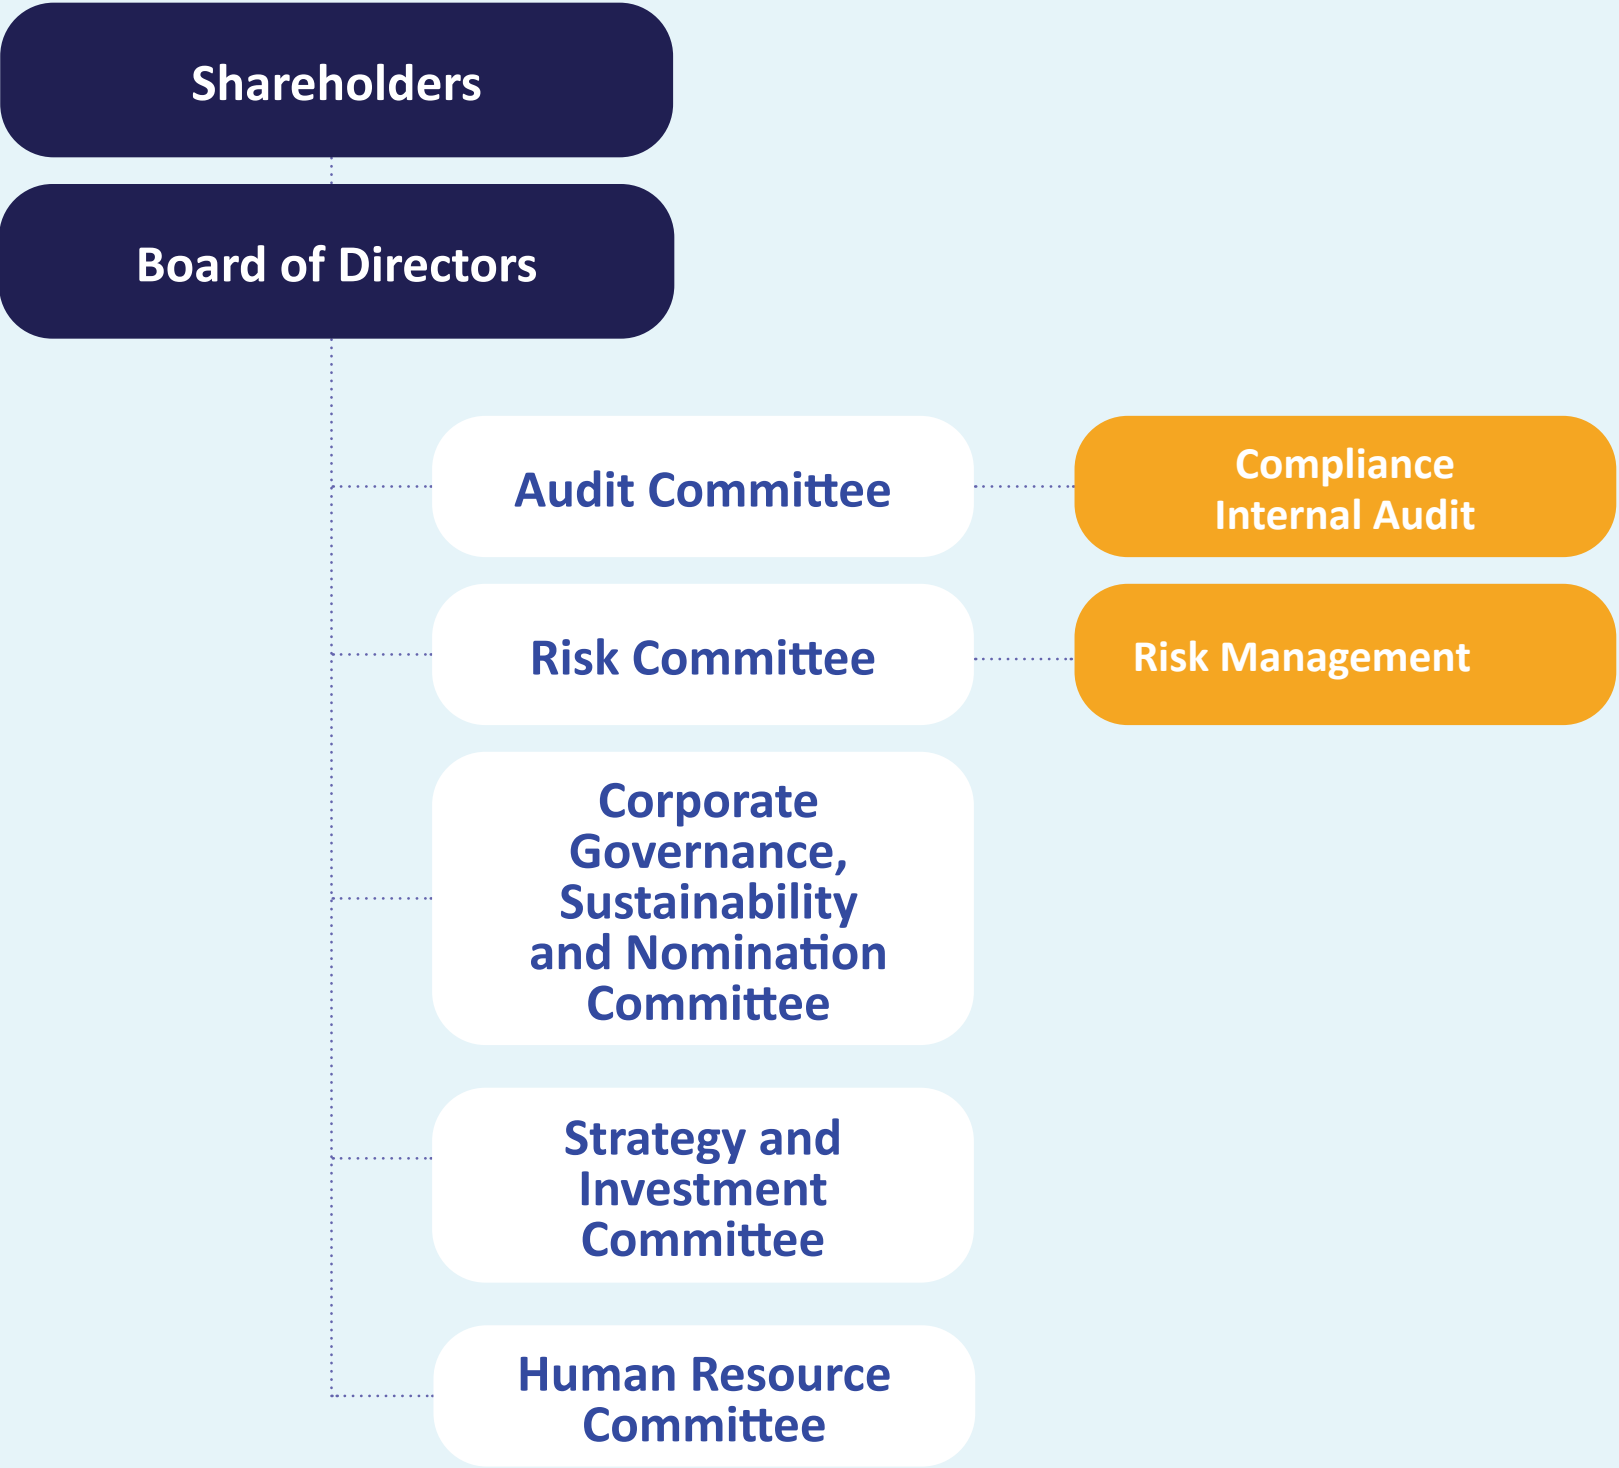 Shareholders
Board of Directors
Audit Committee
Compliance
Internal Audit
Risk Committee
Risk Management
Corporate
Governance,
Sustainability
and Nomination
Committee
Strategy and
Investment
Committee
Human Resource
Committee